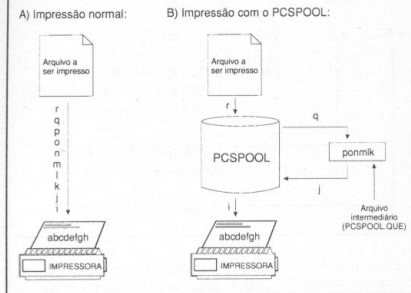 A) Impressão normal:
B) Impressão com o PCSPOOL:
Arquivo a
ser impresso
r
q
p
o
n
m
l
k
j
i
abcdefgh
IMPRESSORA
Arquivo a
ser impresso
r
q
PCSPOOL
ponmlk
j
i
Arquivo
intermediário
(PCSPOOL.QUE)
abcdefgh
IMPRESSORA